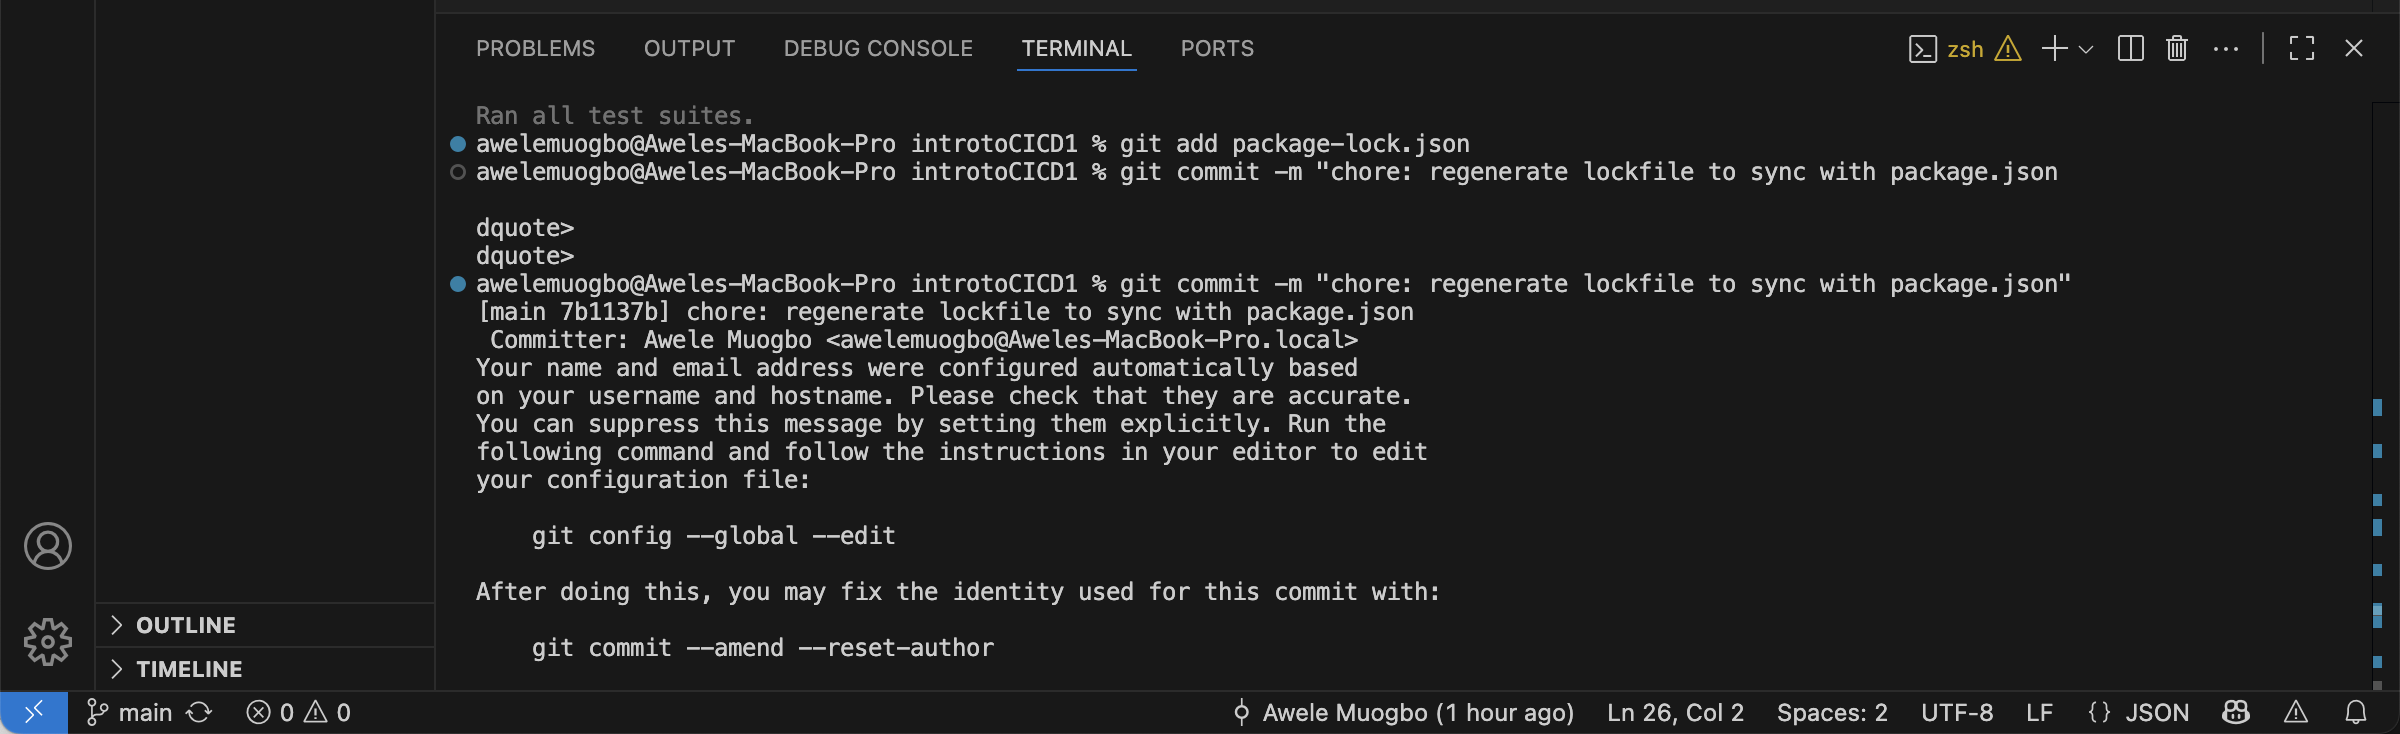 PROBLEMS OUTPUT DEBUG CONSOLE TERMINAL PORTS zsh
Ran all test suites.
awelemuogbo@Aweles-MacBook-Pro introtoCICD1 % git add package-lock.json
awelemuogbo@Aweles-MacBook-Pro introtoCICD1 % git commit -m "chore: regenerate lockfile to sync with package.json
dquote>
dquote>
awelemuogbo@Aweles-MacBook-Pro introtoCICD1 % git commit -m "chore: regenerate lockfile to sync with package.json"
[main 7b1137b] chore: regenerate lockfile to sync with package.json
Committer: Awele Muogbo <awelemuogbo@Aweles-MacBook-Pro.local>
Your name and email address were configured automatically based
on your username and hostname. Please check that they are accurate.
You can suppress this message by setting them explicitly. Run the
following command and follow the instructions in your editor to edit
your configuration file:
git config --global --edit
After doing this, you may fix the identity used for this commit with:
git commit --amend --reset-author
OUTLINE
TIMELINE
main 0 0 Awele Muogbo (1 hour ago) Ln 26, Col 2 Spaces: 2 UTF-8 LF {} JSON